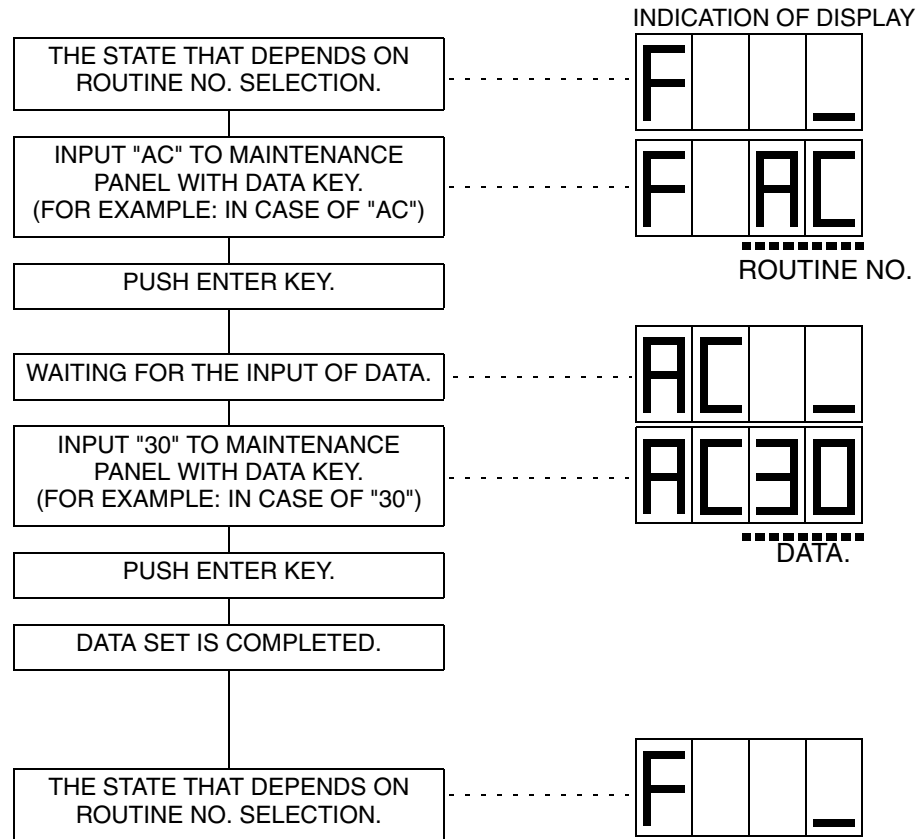 INDICATION OF DISPLAY
THE STATE THAT DEPENDS ON
ROUTINE NO. SELECTION.
F _
INPUT "AC" TO MAINTENANCE
PANEL WITH DATA KEY.
(FOR EXAMPLE: IN CASE OF "AC")
F AC
ROUTINE NO.
PUSH ENTER KEY.
WAITING FOR THE INPUT OF DATA.
AC _
INPUT "30" TO MAINTENANCE
PANEL WITH DATA KEY.
(FOR EXAMPLE: IN CASE OF "30")
AC30
DATA.
PUSH ENTER KEY.
DATA SET IS COMPLETED.
THE STATE THAT DEPENDS ON
ROUTINE NO. SELECTION.
F _